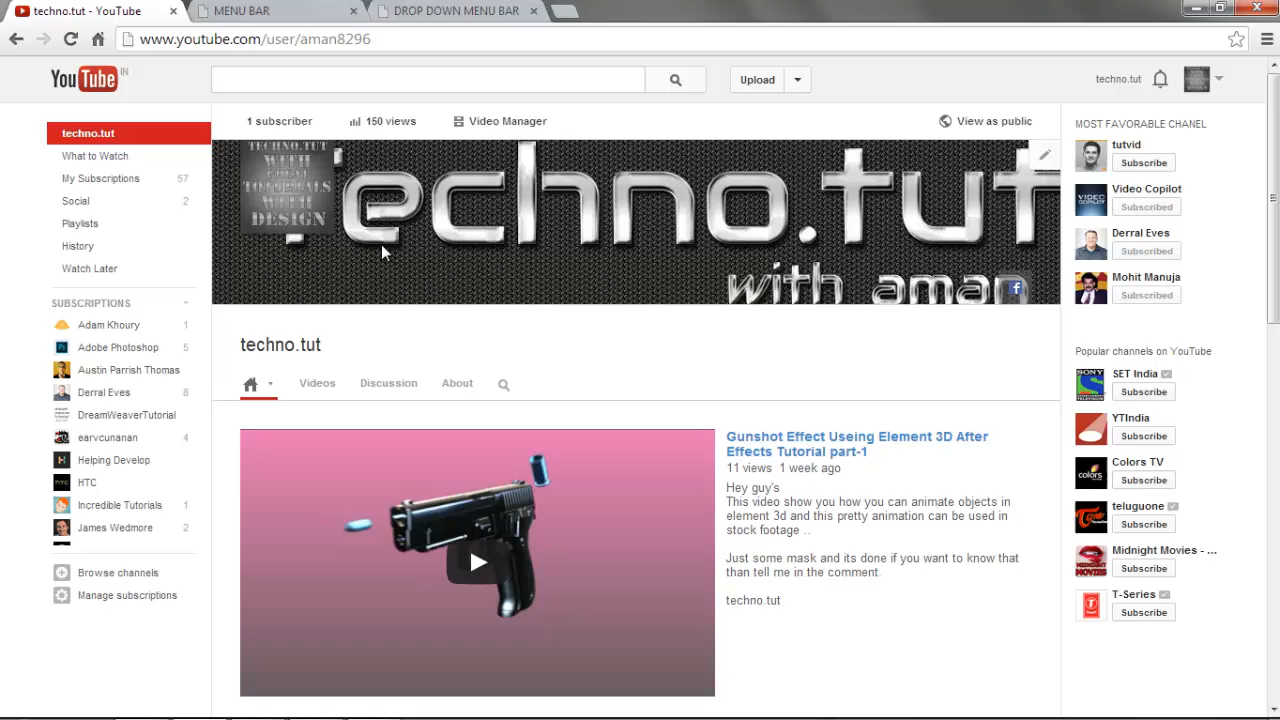 techno.tut - YouTube
MENU BAR
DROP DOWN MENU BAR
www.youtube.com/user/aman8296
YouTube IN
Upload
techno.tut
techno.tut
What to Watch
My Subscriptions 57
Social 2
Playlists
History
Watch Later
SUBSCRIPTIONS
Adam Khoury 1
Adobe Photoshop 5
Austin Parrish Thomas
Derral Eves 8
DreamWeaverTutorial
earvcunanan 4
Helping Develop
HTC
Incredible Tutorials 1
James Wedmore 2
Browse channels
Manage subscriptions
1 subscriber
150 views
Video Manager
View as public
TECHNO.TUT
WITH
TUTORIALS
WITH
DESIGN
techno.tut
with aman
techno.tut
Videos
Discussion
About
Gunshot Effect Useing Element 3D After
Effects Tutorial part-1
11 views 1 week ago
Hey guy's
This video show you how you can animate objects in
element 3d and this pretty animation can be used in
stock footage ..
Just some mask and its done if you want to know that
than tell me in the comment.
techno.tut
MOST FAVORABLE CHANEL
tutvid
Subscribe
Video Copilot
Subscribed
Derral Eves
Subscribed
Mohit Manuja
Subscribed
Popular channels on YouTube
SET India
Subscribe
YTIndia
Subscribe
Colors TV
Subscribe
teluguone
Subscribe
Midnight Movies - ...
Subscribe
T-Series
Subscribe